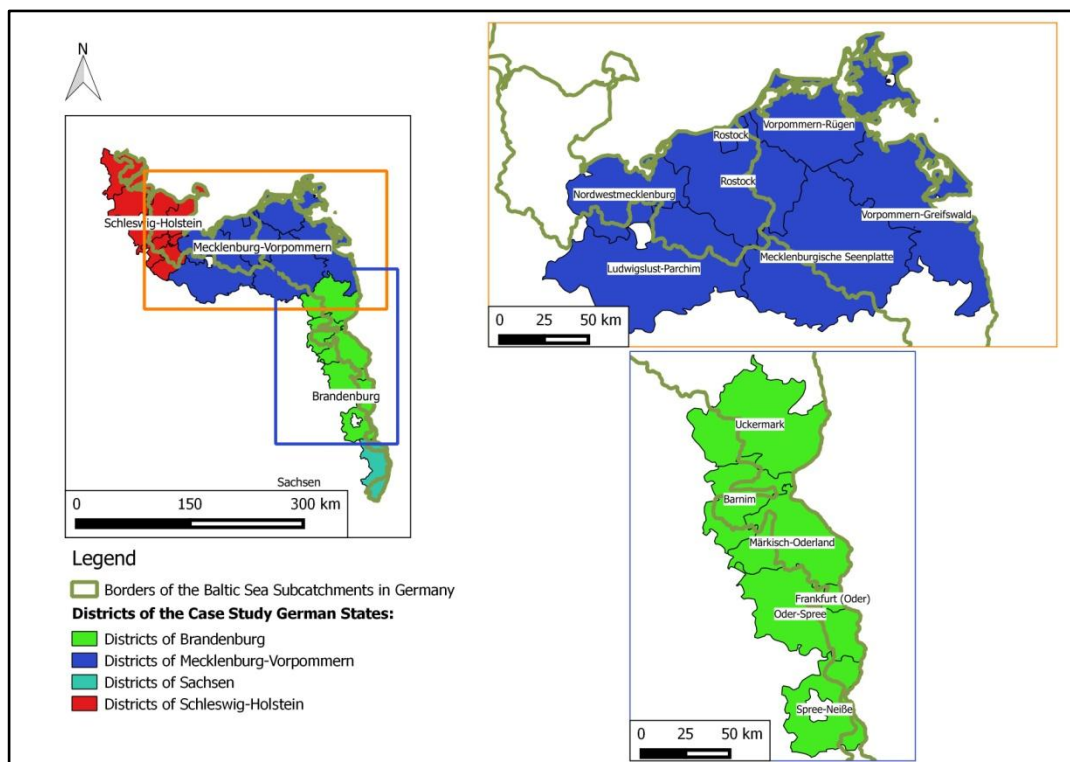 N
Schleswig-Holstein
Mecklenburg-Vorpommern
Brandenburg
Sachsen
0 150 300 km
Legend
Borders of the Baltic Sea Subcatchments in Germany
Districts of the Case Study German States:
Districts of Brandenburg
Districts of Mecklenburg-Vorpommern
Districts of Sachsen
Districts of Schleswig-Holstein
Vorpommern-Rügen
Rostock
Rostock
Nordwestmecklenburg
Vorpommern-Greifswald
Mecklenburgische Seenplatte
Ludwigslust-Parchim
0 25 50 km
Uckermark
Barnim
Märkisch-Oderland
Frankfurt (Oder)
Oder-Spree
Spree-Neiße
0 25 50 km